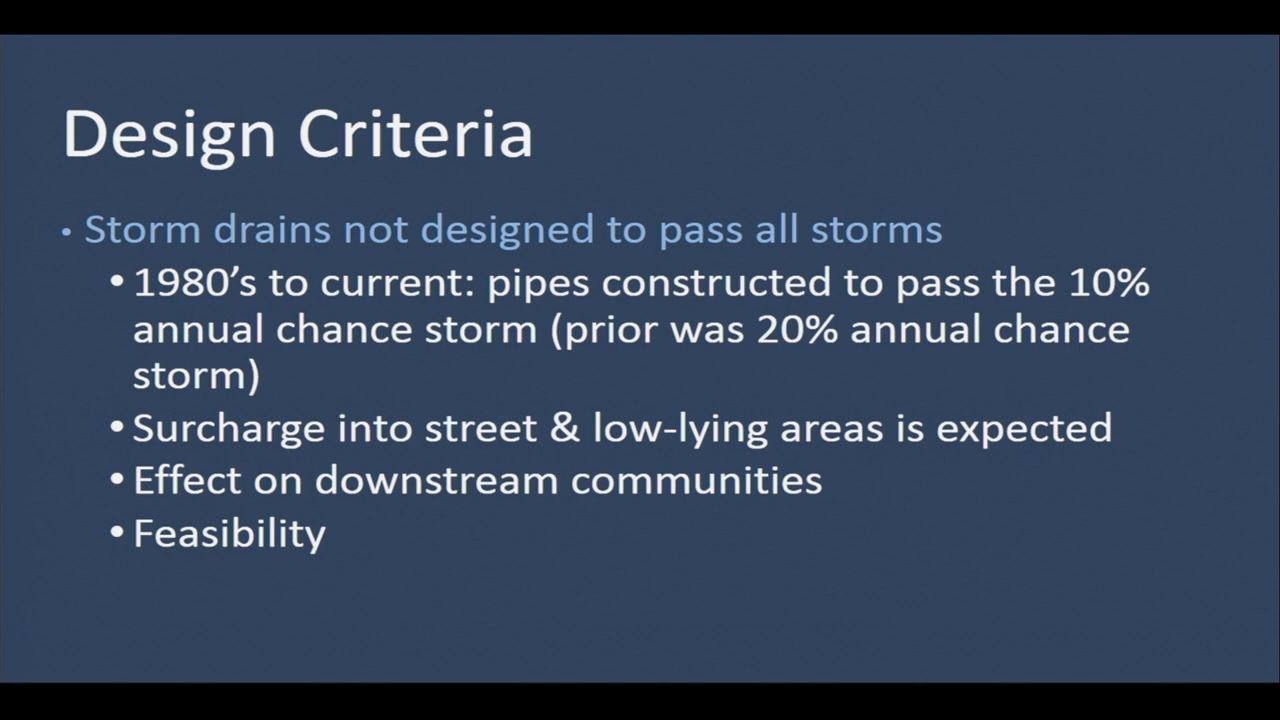 Design Criteria
• Storm drains not designed to pass all storms
• 1980’s to current: pipes constructed to pass the 10%
annual chance storm (prior was 20% annual chance
storm)
• Surcharge into street & low-lying areas is expected
• Effect on downstream communities
• Feasibility